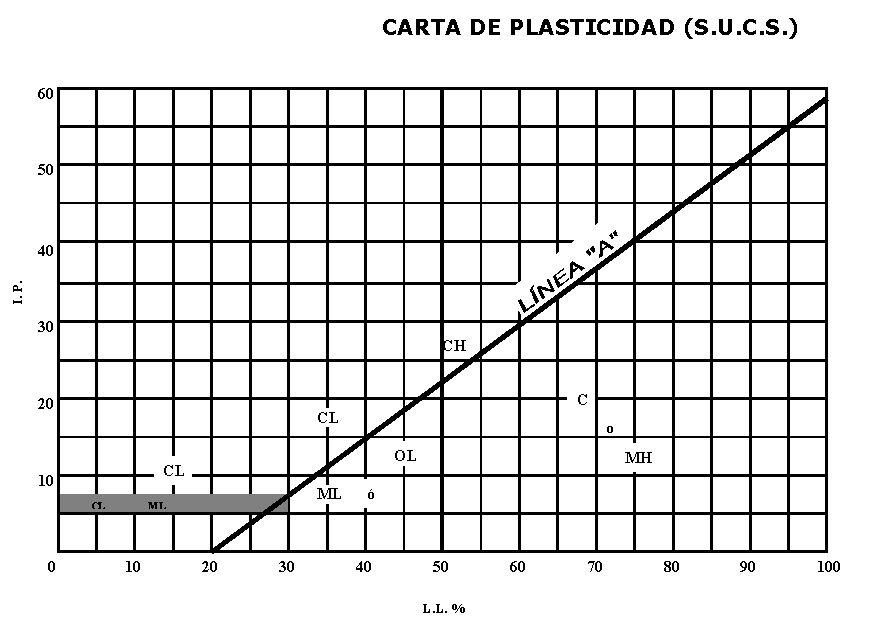 CARTA DE PLASTICIDAD (S.U.C.S.)
60
50
40
30
20
10
I.P.
LÍNEA "A"
CH
C
CL
o
OL
MH
CL
ML ó
CL ML
0 10 20 30 40 50 60 70 80 90 100
L.L. %